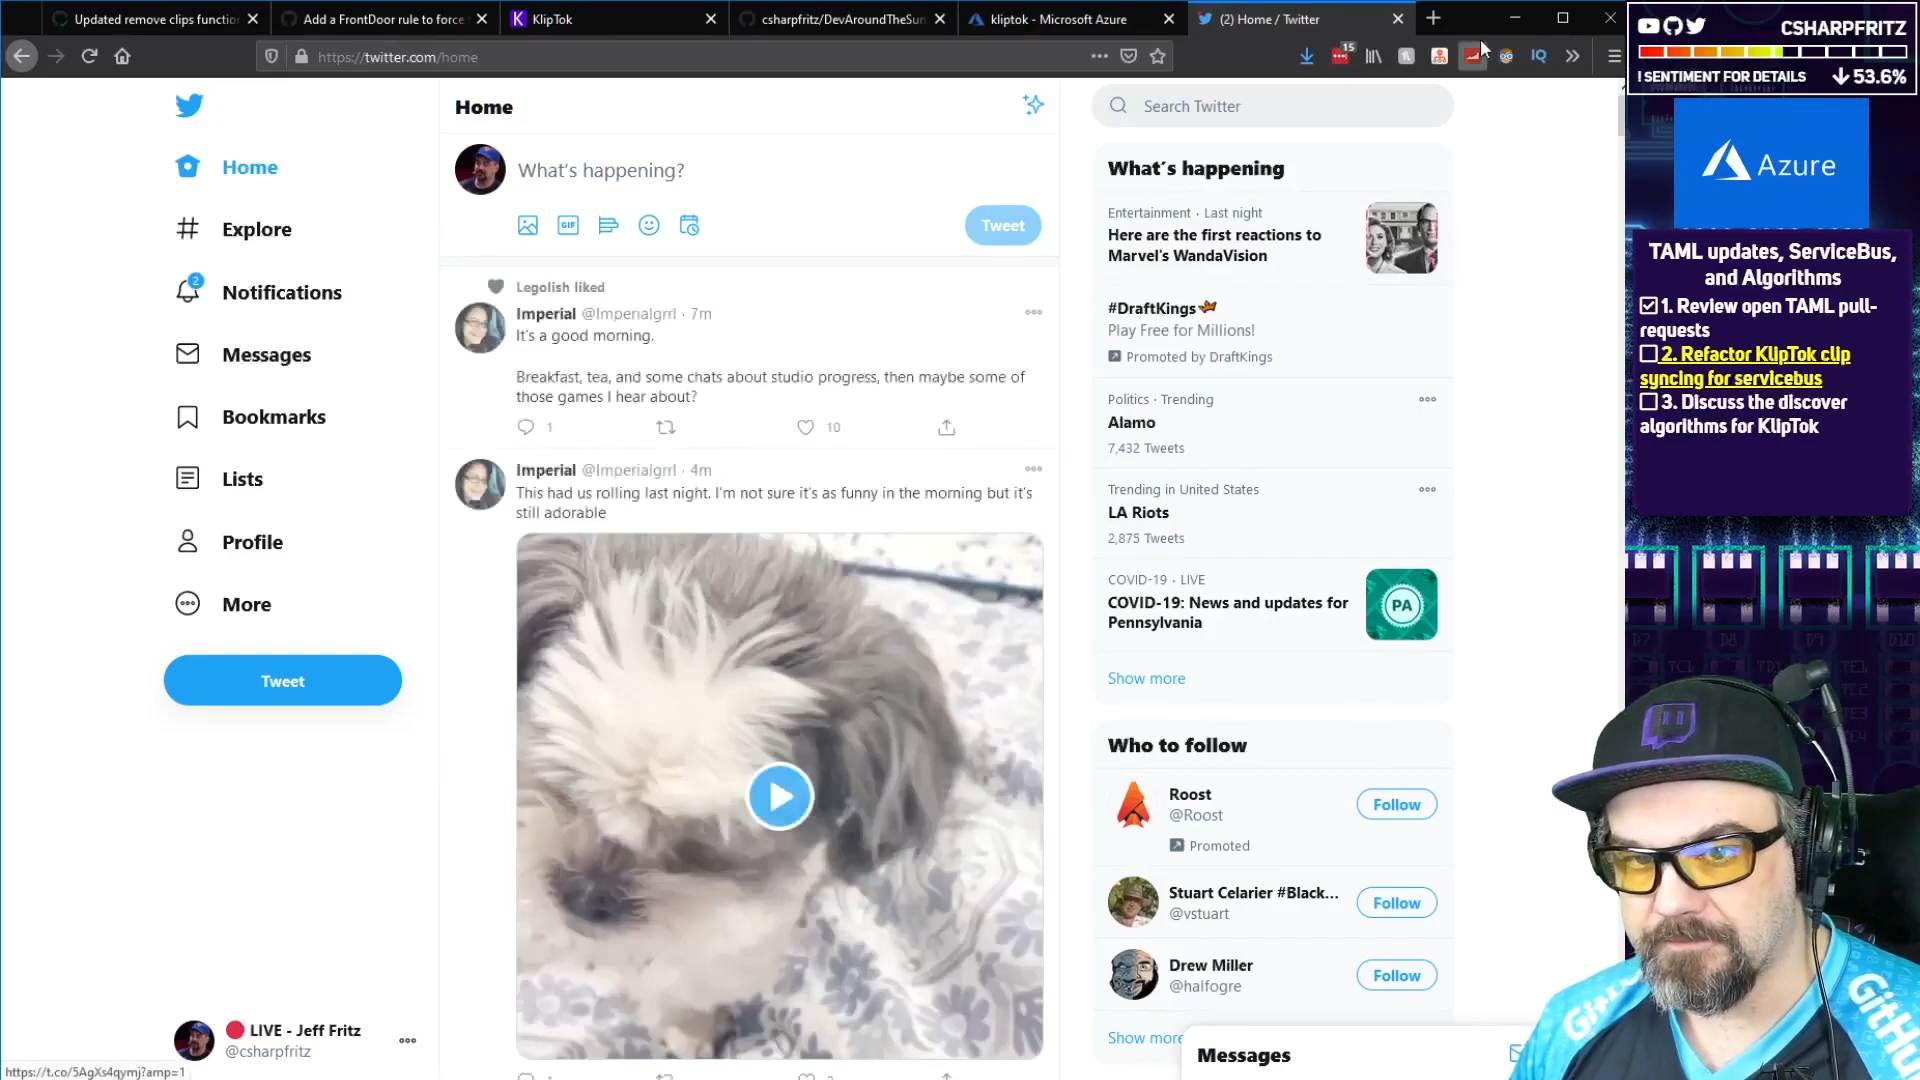 Updated remove clips functio
Add a FrontDoor rule to force
KlipTok
csharpfritz/DevAroundTheSun
kliptok - Microsoft Azure
(2) Home / Twitter
https://twitter.com/home
15
IQ
CSHARPFRITZ
! SENTIMENT FOR DETAILS
53.6%
Azure
TAML updates, ServiceBus,
and Algorithms
1. Review open TAML pull-
requests
2. Refactor KlipTok clip
syncing for servicebus
3. Discuss the discover
algorithms for KlipTok
Home
Explore
2
Notifications
Messages
Bookmarks
Lists
Profile
More
Tweet
LIVE - Jeff Fritz
@csharpfritz
https://t.co/5AgXs4qymj?amp=1
Home
What's happening?
GIF
Tweet
Legolish liked
Imperial @Imperialgrrl · 7m
It's a good morning.
Breakfast, tea, and some chats about studio progress, then maybe some of
those games I hear about?
1
10
Imperial @Imperialgrrl · 4m
This had us rolling last night. I'm not sure it's as funny in the morning but it's
still adorable
Search Twitter
What's happening
Entertainment · Last night
Here are the first reactions to
Marvel's WandaVision
#DraftKings
Play Free for Millions!
Promoted by DraftKings
Politics · Trending
Alamo
7,432 Tweets
Trending in United States
LA Riots
2,875 Tweets
COVID-19 · LIVE
COVID-19: News and updates for
Pennsylvania
PA
Show more
Who to follow
Roost
@Roost
Follow
Promoted
Stuart Celarier #Black...
@vstuart
Follow
Drew Miller
@halfogre
Follow
Show more
Messages
D7
D8
D9
D10
GitHub
GitHu